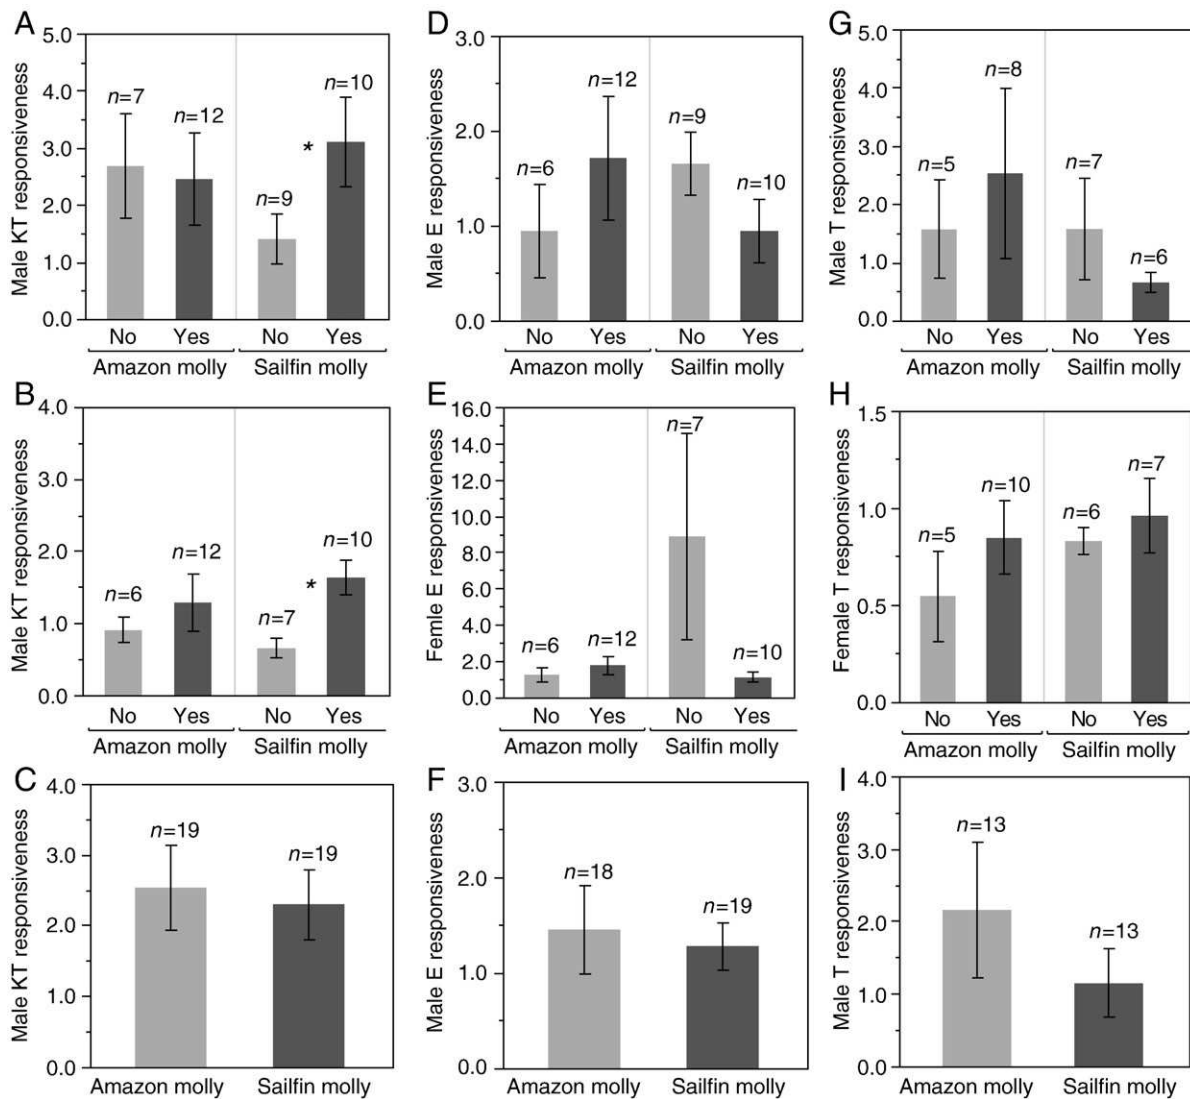 A
Male KT responsiveness
5.0
4.0
3.0
2.0
1.0
0.0
n=7
n=12
n=9
*
n=10
No Yes No Yes
Amazon molly Sailfin molly
D
Male E responsiveness
3.0
2.0
1.0
0.0
n=6
n=12
n=9
n=10
No Yes No Yes
Amazon molly Sailfin molly
G
Male T responsiveness
5.0
4.0
3.0
2.0
1.0
0.0
n=5
n=8
n=7
n=6
No Yes No Yes
Amazon molly Sailfin molly
B
Male KT responsiveness
4.0
3.0
2.0
1.0
0.0
n=6
n=12
n=7
*
n=10
No Yes No Yes
Amazon molly Sailfin molly
E
Femle E responsiveness
16.0
14.0
12.0
10.0
8.0
6.0
4.0
2.0
0.0
n=6
n=12
n=7
n=10
No Yes No Yes
Amazon molly Sailfin molly
H
Female T responsiveness
1.5
1.0
0.5
0.0
n=5
n=10
n=6
n=7
No Yes No Yes
Amazon molly Sailfin molly
C
Male KT responsiveness
4.0
3.0
2.0
1.0
0.0
n=19
n=19
Amazon molly Sailfin molly
F
Male E responsiveness
3.0
2.0
1.0
0.0
n=18
n=19
Amazon molly Sailfin molly
I
Male T responsiveness
4.0
3.0
2.0
1.0
0.0
n=13
n=13
Amazon molly Sailfin molly